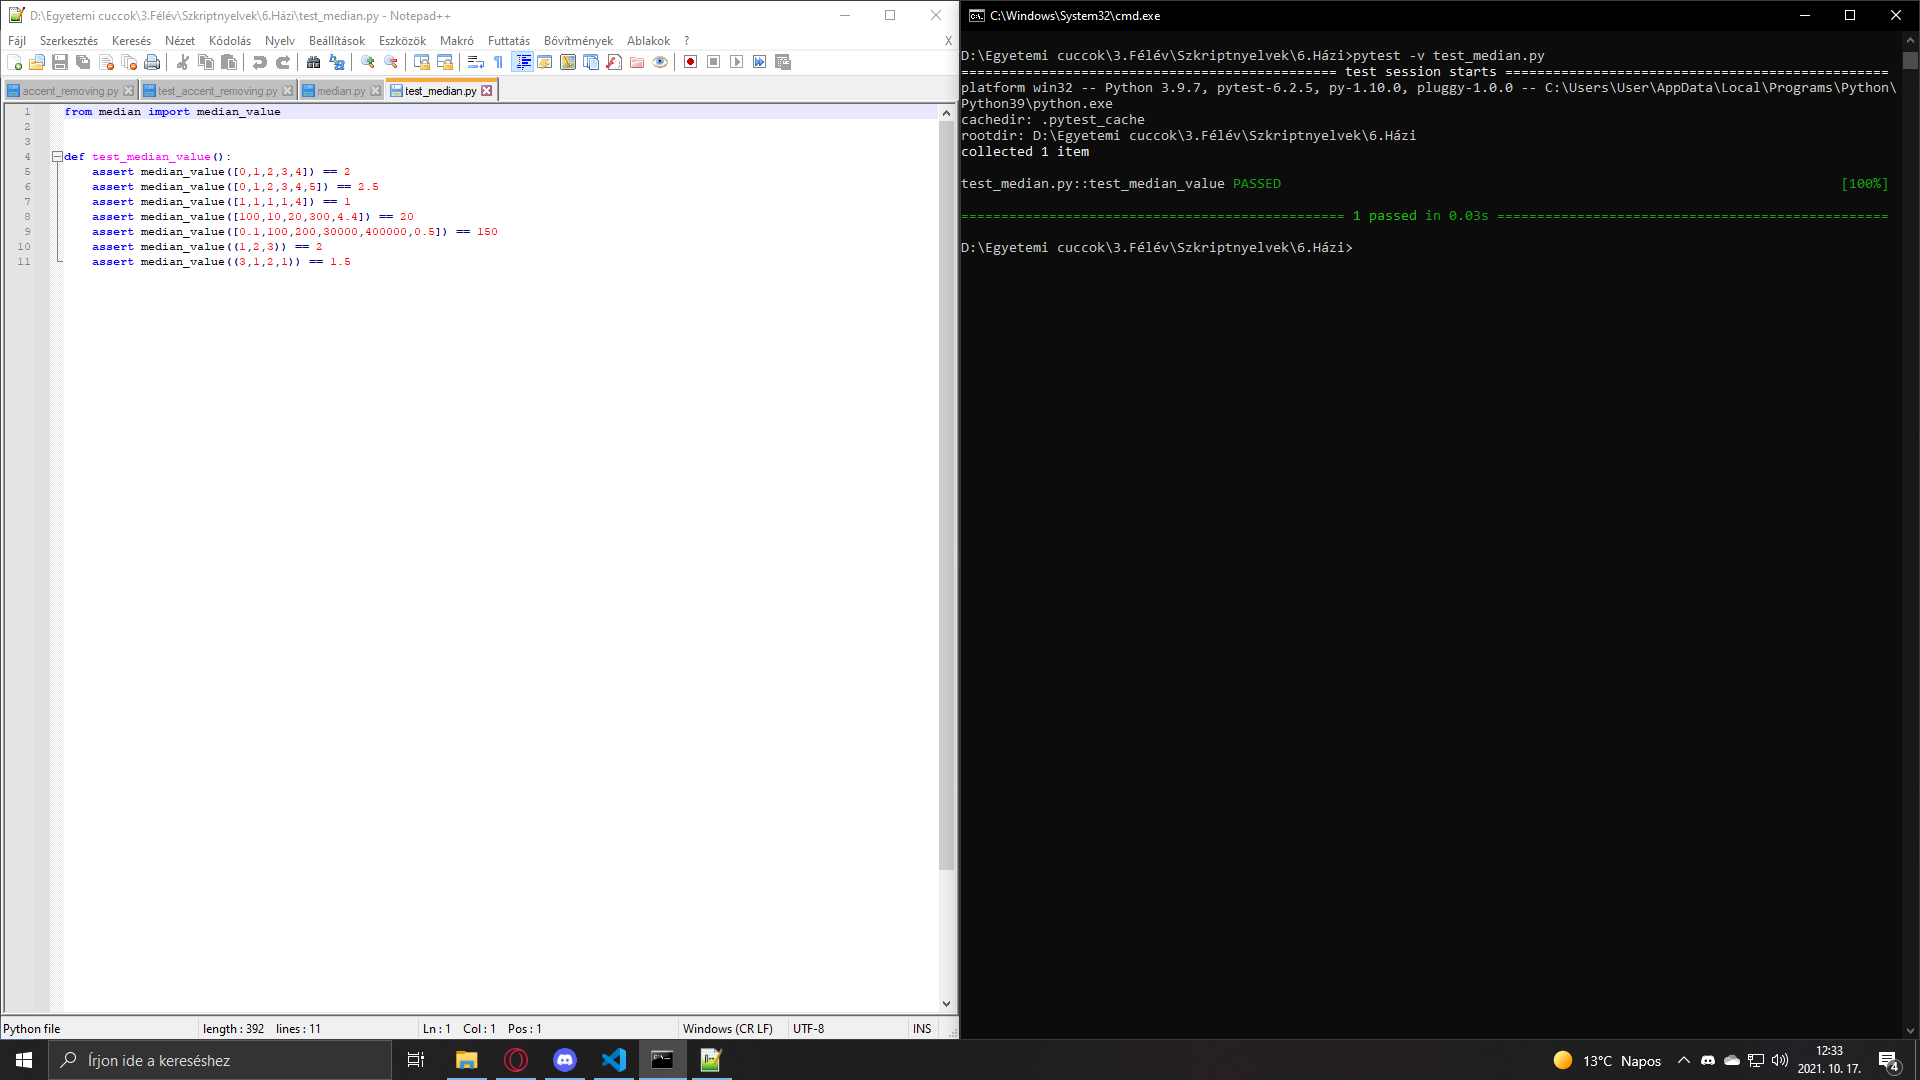 D:\Egyetemi cuccok\3.Félév\Szkriptnyelvek\6.Házi\test_median.py - Notepad++
Fájl Szerkesztés Keresés Nézet Kódolás Nyelv Beállítások Eszközök Makró Futtatás Bővítmények Ablakok ? X
accent_removing.py test_accent_removing.py median.py test_median.py
1 from median import median_value
2
3
4 def test_median_value():
5 assert median_value([0,1,2,3,4]) == 2
6 assert median_value([0,1,2,3,4,5]) == 2.5
7 assert median_value([1,1,1,1,4]) == 1
8 assert median_value([100,10,20,300,4.4]) == 20
9 assert median_value([0.1,100,200,30000,400000,0.5]) == 150
10 assert median_value((1,2,3)) == 2
11 assert median_value((3,1,2,1)) == 1.5
Python file length : 392 lines : 11 Ln : 1 Col : 1 Pos : 1 Windows (CR LF) UTF-8 INS
C:\Windows\System32\cmd.exe
D:\Egyetemi cuccok\3.Félév\Szkriptnyelvek\6.Házi>pytest -v test_median.py
=============================================== test session starts ================================================
platform win32 -- Python 3.9.7, pytest-6.2.5, py-1.10.0, pluggy-1.0.0 -- C:\Users\User\AppData\Local\Programs\Python\
Python39\python.exe
cachedir: .pytest_cache
rootdir: D:\Egyetemi cuccok\3.Félév\Szkriptnyelvek\6.Házi
collected 1 item
test_median.py::test_median_value PASSED [100%]
================================================ 1 passed in 0.03s =================================================
D:\Egyetemi cuccok\3.Félév\Szkriptnyelvek\6.Házi>
Írjon ide a kereséshez
13°C Napos
12:33
2021. 10. 17.
4